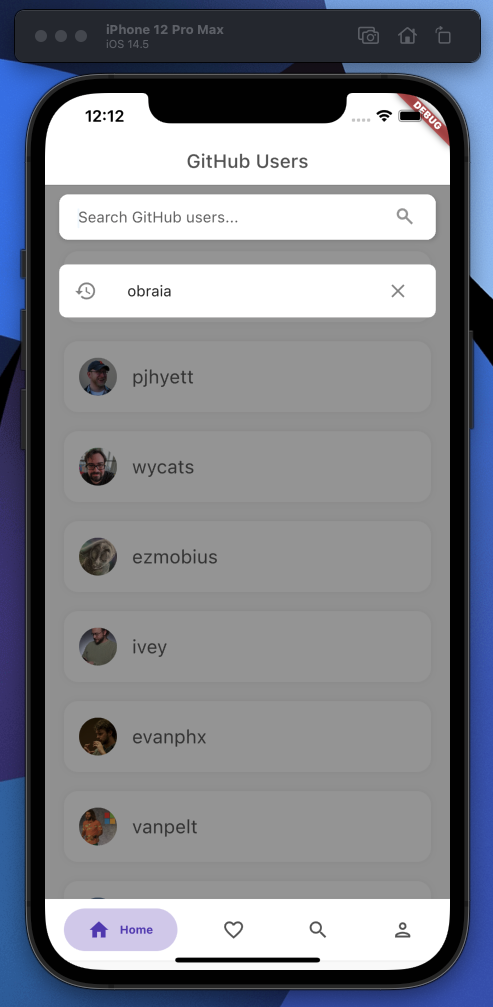 iPhone 12 Pro Max
iOS 14.5
12:12
DEBUG
GitHub Users
Search GitHub users...
obraia
pjhyett
wycats
ezmobius
ivey
evanphx
vanpelt
Home